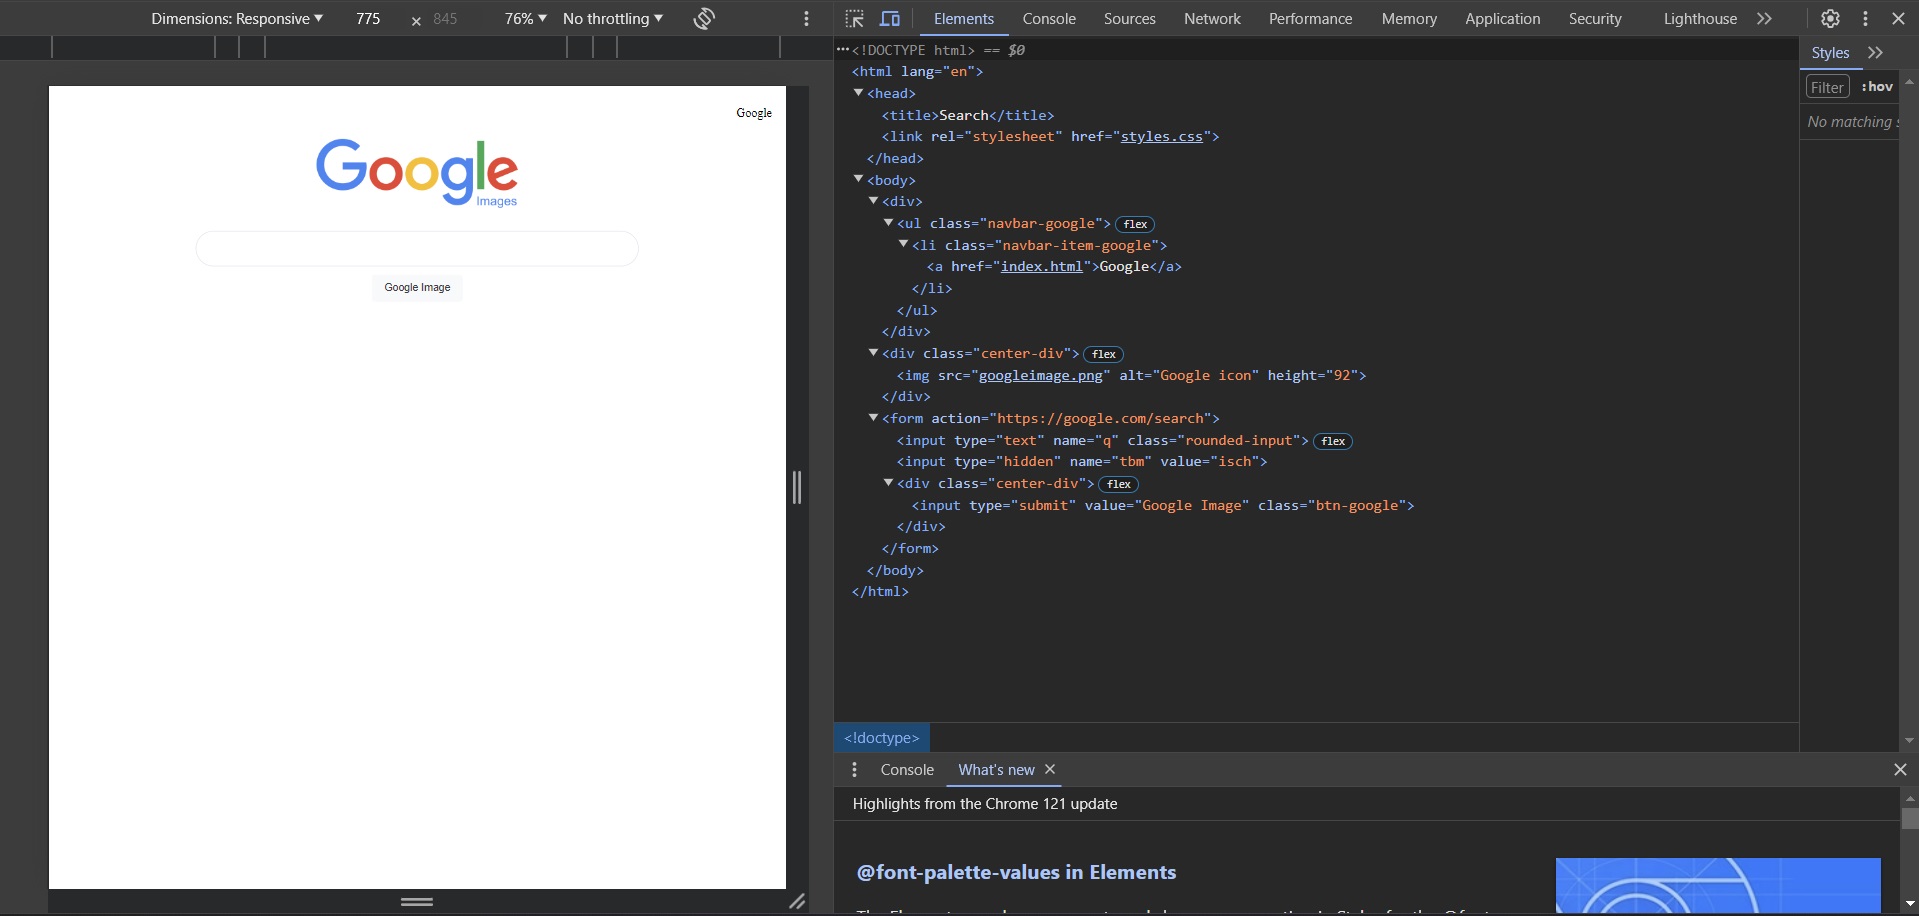 Dimensions: Responsive 775 × 845 76% No throttling
Google
Google
Images
Google Image
Elements Console Sources Network Performance Memory Application Security Lighthouse
<!DOCTYPE html> == $0
<html lang="en">
<head>
<title>Search</title>
<link rel="stylesheet" href="styles.css">
</head>
<body>
<div>
<ul class="navbar-google"> flex
<li class="navbar-item-google">
<a href="index.html">Google</a>
</li>
</ul>
</div>
<div class="center-div"> flex
<img src="googleimage.png" alt="Google icon" height="92">
</div>
<form action="https://google.com/search">
<input type="text" name="q" class="rounded-input"> flex
<input type="hidden" name="tbm" value="isch">
<div class="center-div"> flex
<input type="submit" value="Google Image" class="btn-google">
</div>
</form>
</body>
</html>
<!doctype>
Styles
Filter :hov
No matching
Console What's new
Highlights from the Chrome 121 update
@font-palette-values in Elements